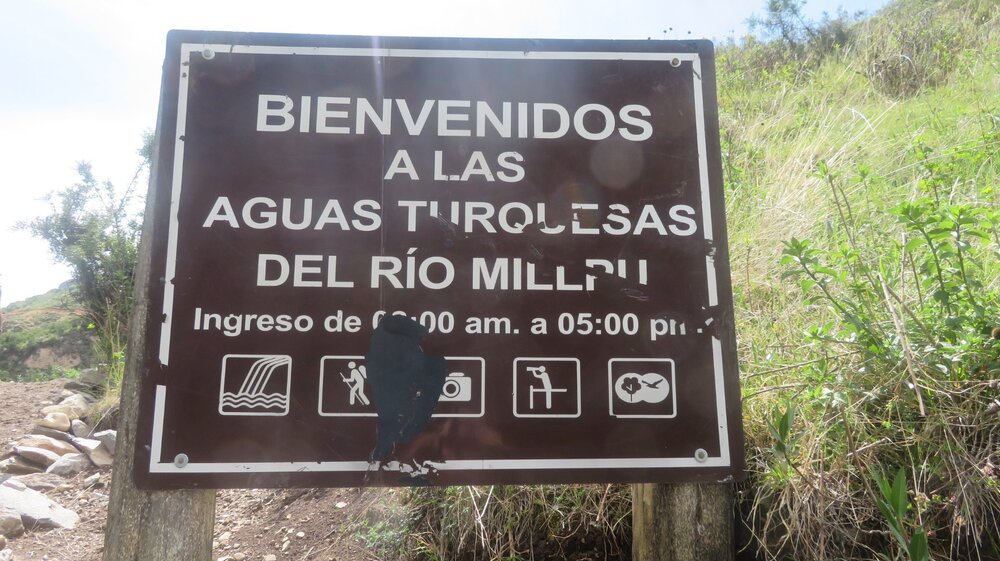 BIENVENIDOS
A LAS
AGUAS TURQUESAS
DEL RÍO MILLPU
Ingreso de am. a 05:00 pm.